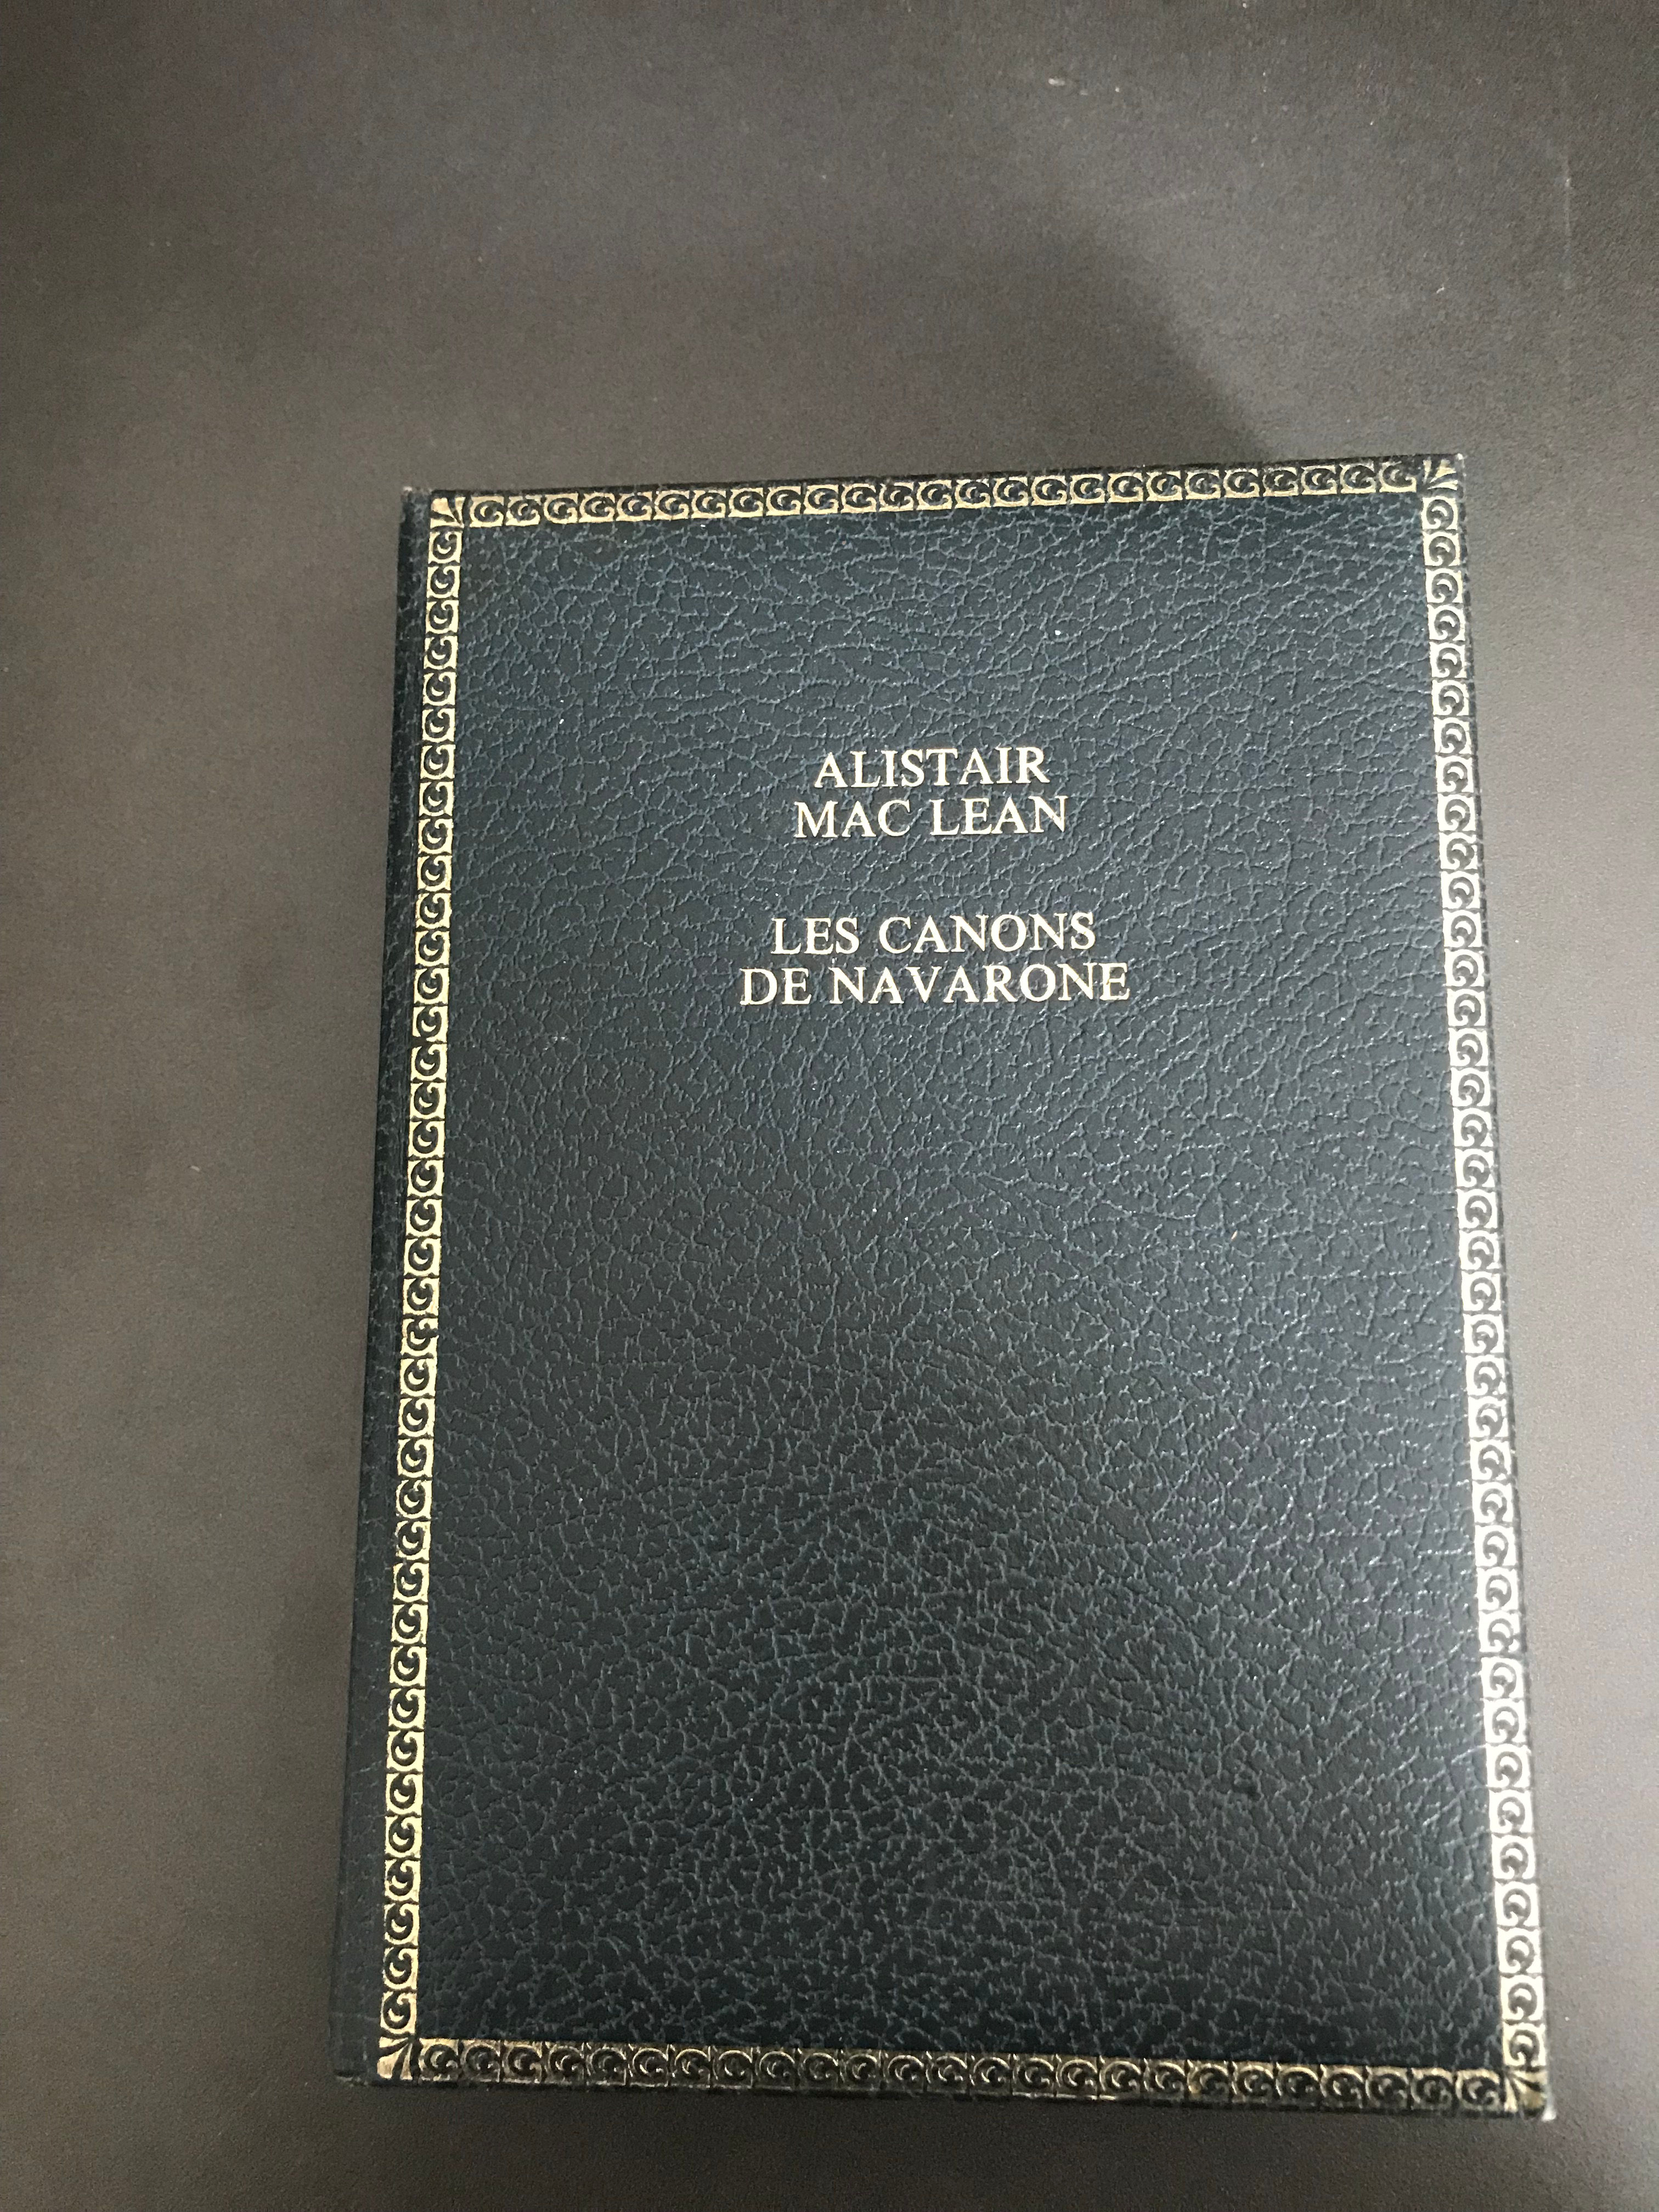 ALISTAIR
MAC LEAN
LES CANONS
DE NAVARONE